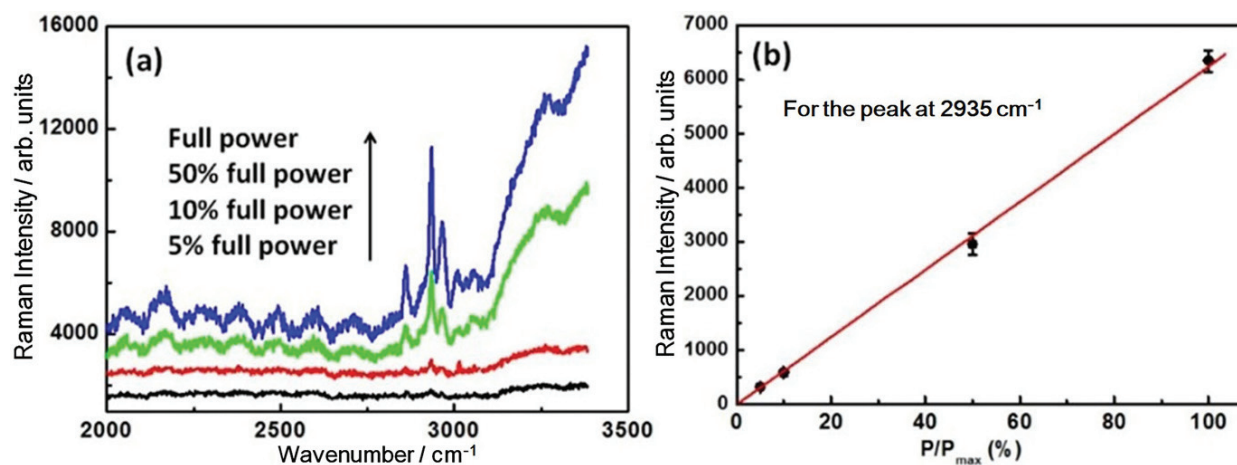 (a)
16000
12000
8000
4000
Raman Intensity / arb. units
Full power
50% full power
10% full power
5% full power
2000 2500 3000 3500
Wavenumber / cm⁻¹
(b)
7000
6000
5000
4000
3000
2000
1000
0
Raman Intensity / arb. units
For the peak at 2935 cm⁻¹
0 20 40 60 80 100
P/Pmax (%)